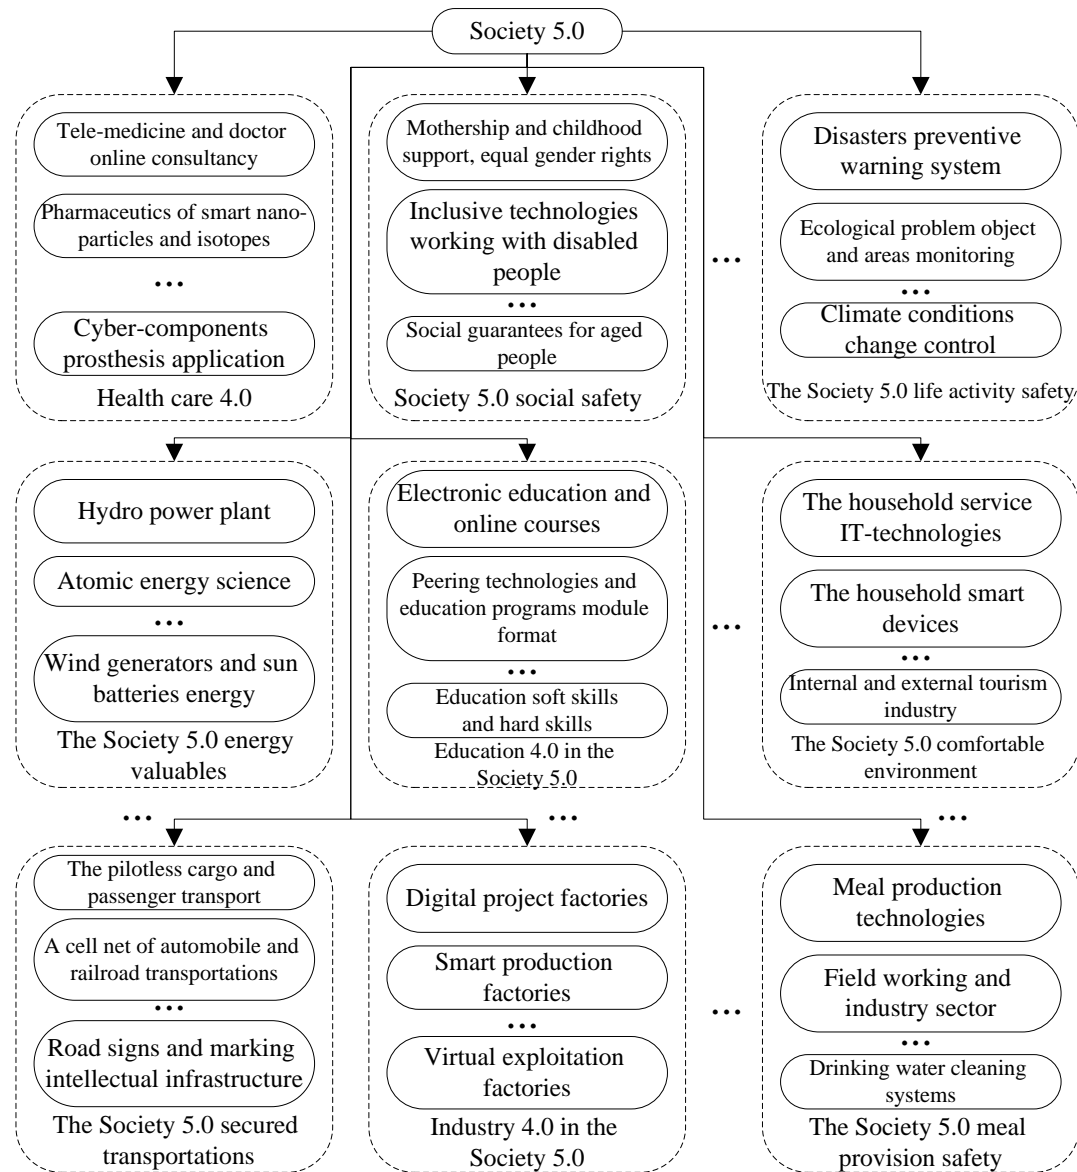 Society 5.0
Tele-medicine and doctor
online consultancy
Pharmaceutics of smart nano-
particles and isotopes
...
Cyber-components
prosthesis application
Health care 4.0
Mothership and childhood
support, equal gender rights
Inclusive technologies
working with disabled
people
...
Social guarantees for aged
people
Society 5.0 social safety
...
Disasters preventive
warning system
Ecological problem object
and areas monitoring
...
Climate conditions
change control
The Society 5.0 life activity safety
Hydro power plant
Atomic energy science
...
Wind generators and sun
batteries energy
The Society 5.0 energy
valuables
Electronic education and
online courses
Peering technologies and
education programs module
format
...
Education soft skills
and hard skills
Education 4.0 in the
Society 5.0
...
The household service
IT-technologies
The household smart
devices
...
Internal and external tourism
industry
The Society 5.0 comfortable
environment
...
...
...
The pilotless cargo and
passenger transport
A cell net of automobile and
railroad transportations
...
Road signs and marking
intellectual infrastructure
The Society 5.0 secured
transportations
Digital project factories
Smart production
factories
...
Virtual exploitation
factories
Industry 4.0 in the
Society 5.0
...
Meal production
technologies
Field working and
industry sector
...
Drinking water cleaning
systems
The Society 5.0 meal
provision safety